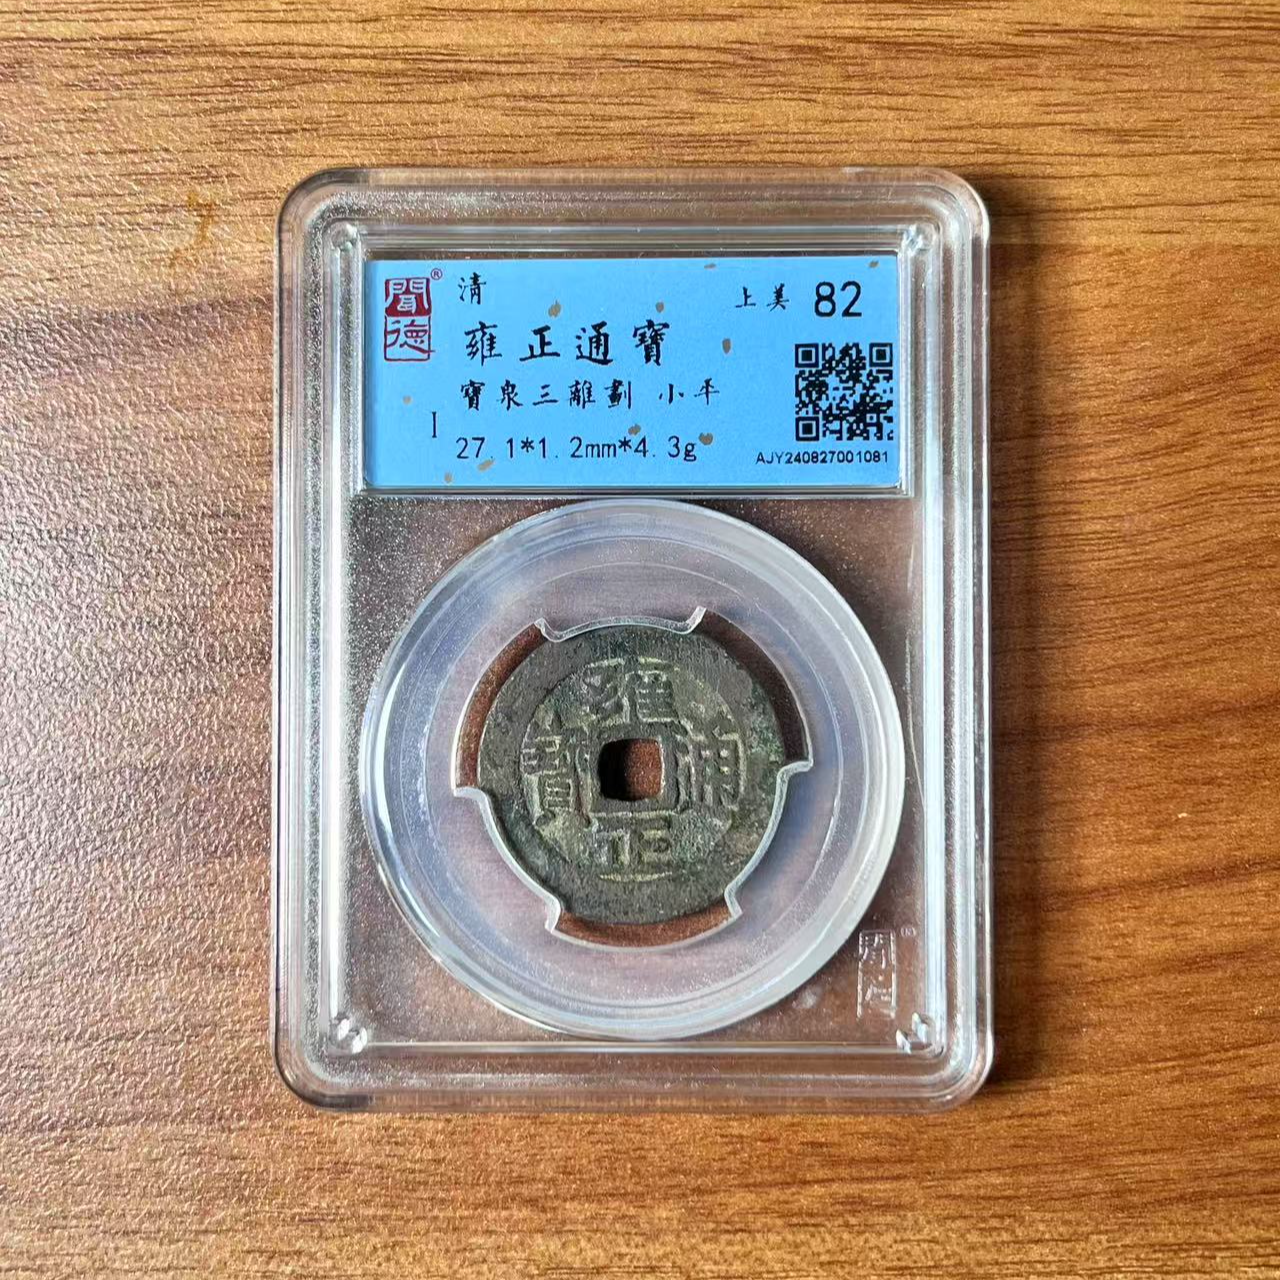 聞德®
清
上美 82
雍正通寶
寶泉三離劃 小平
I
27.1*1.2mm*4.3g
AJY240827001081
雍正通寶